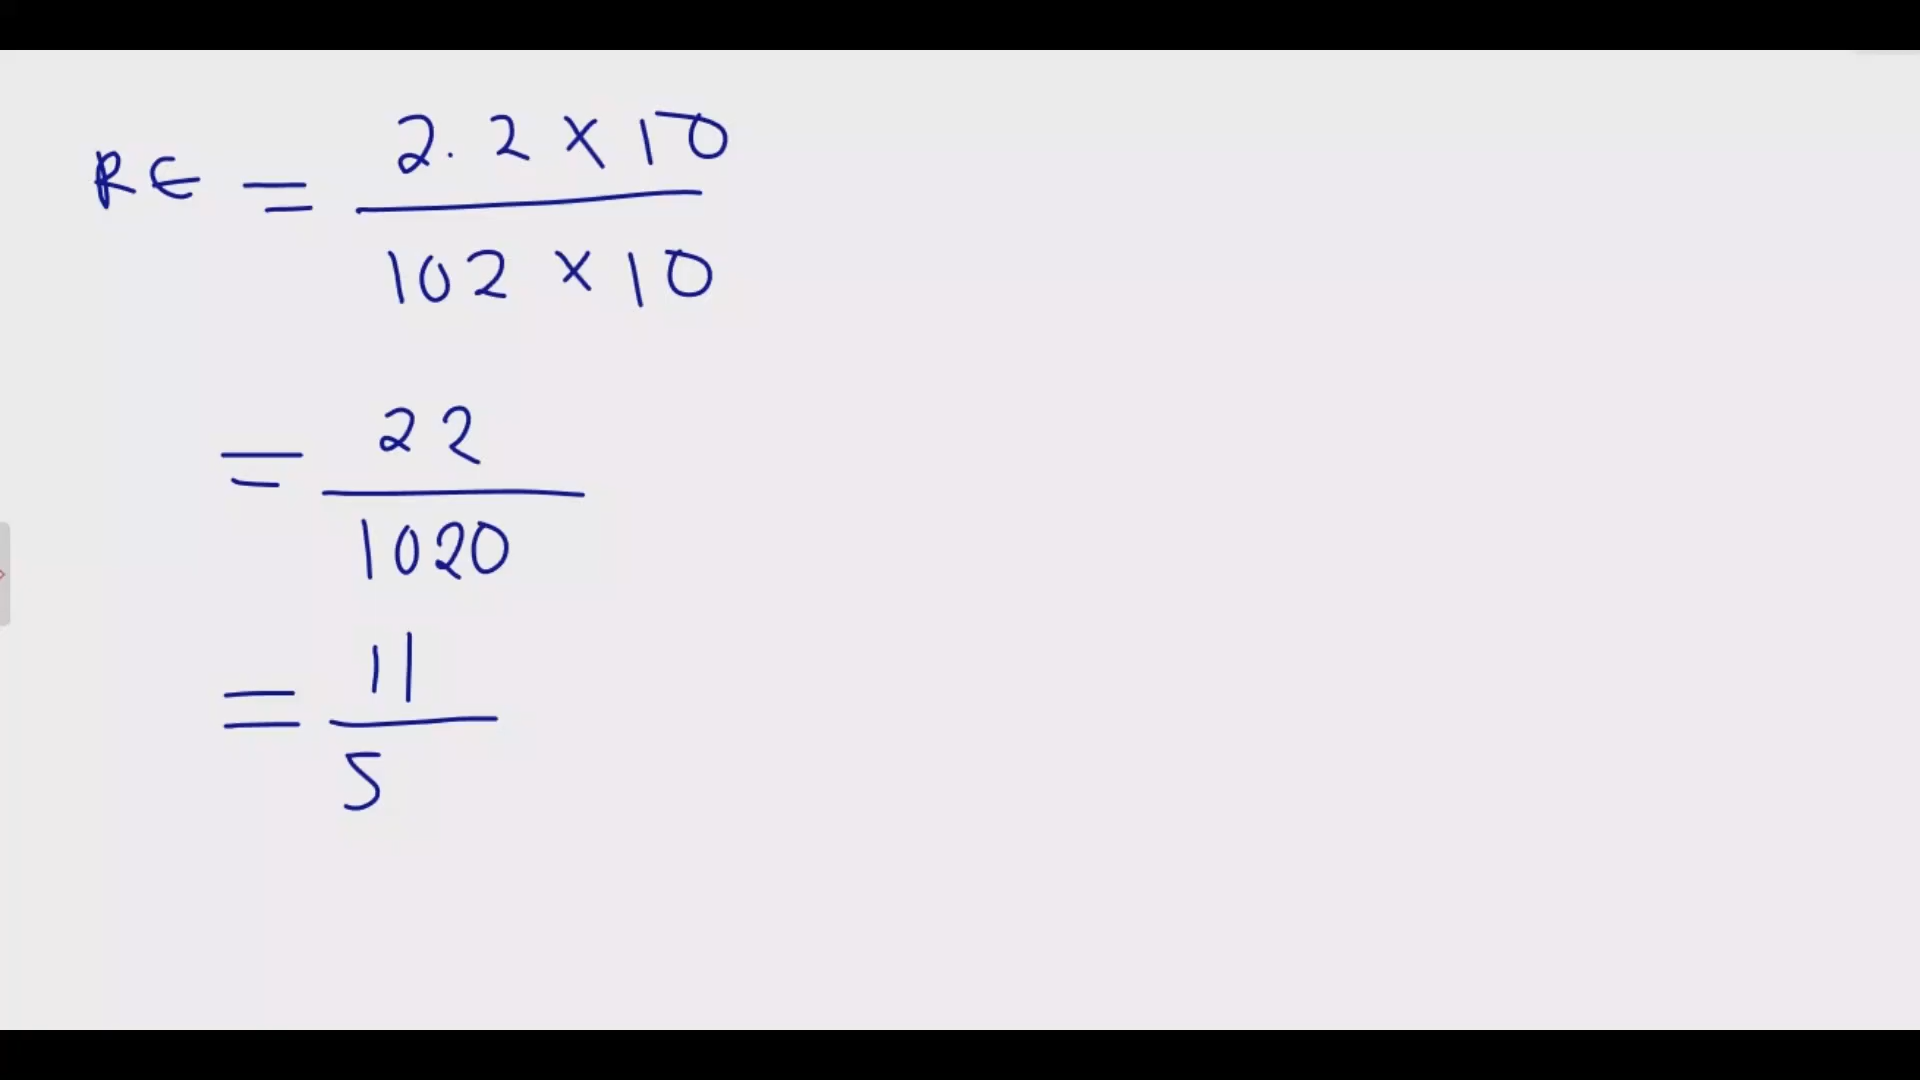 RE = 2.2 × 10
102 × 10
= 22
1020
= 11
5